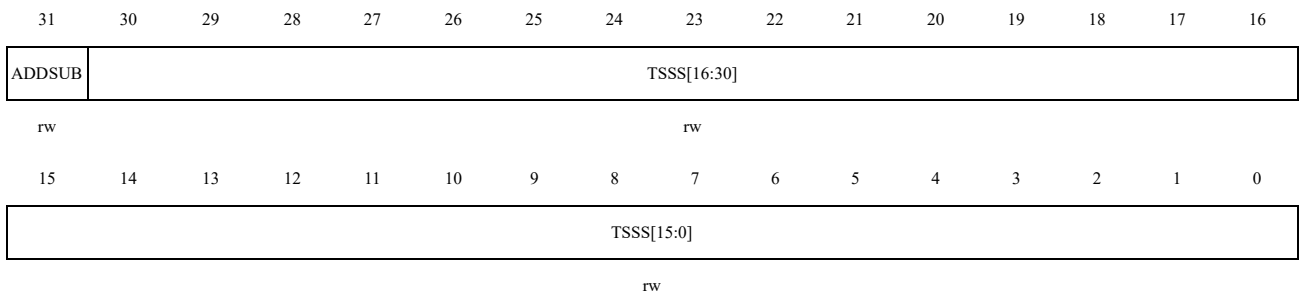 31 30 29 28 27 26 25 24 23 22 21 20 19 18 17 16
ADDSUB TSSS[16:30]
rw rw
15 14 13 12 11 10 9 8 7 6 5 4 3 2 1 0
TSSS[15:0]
rw